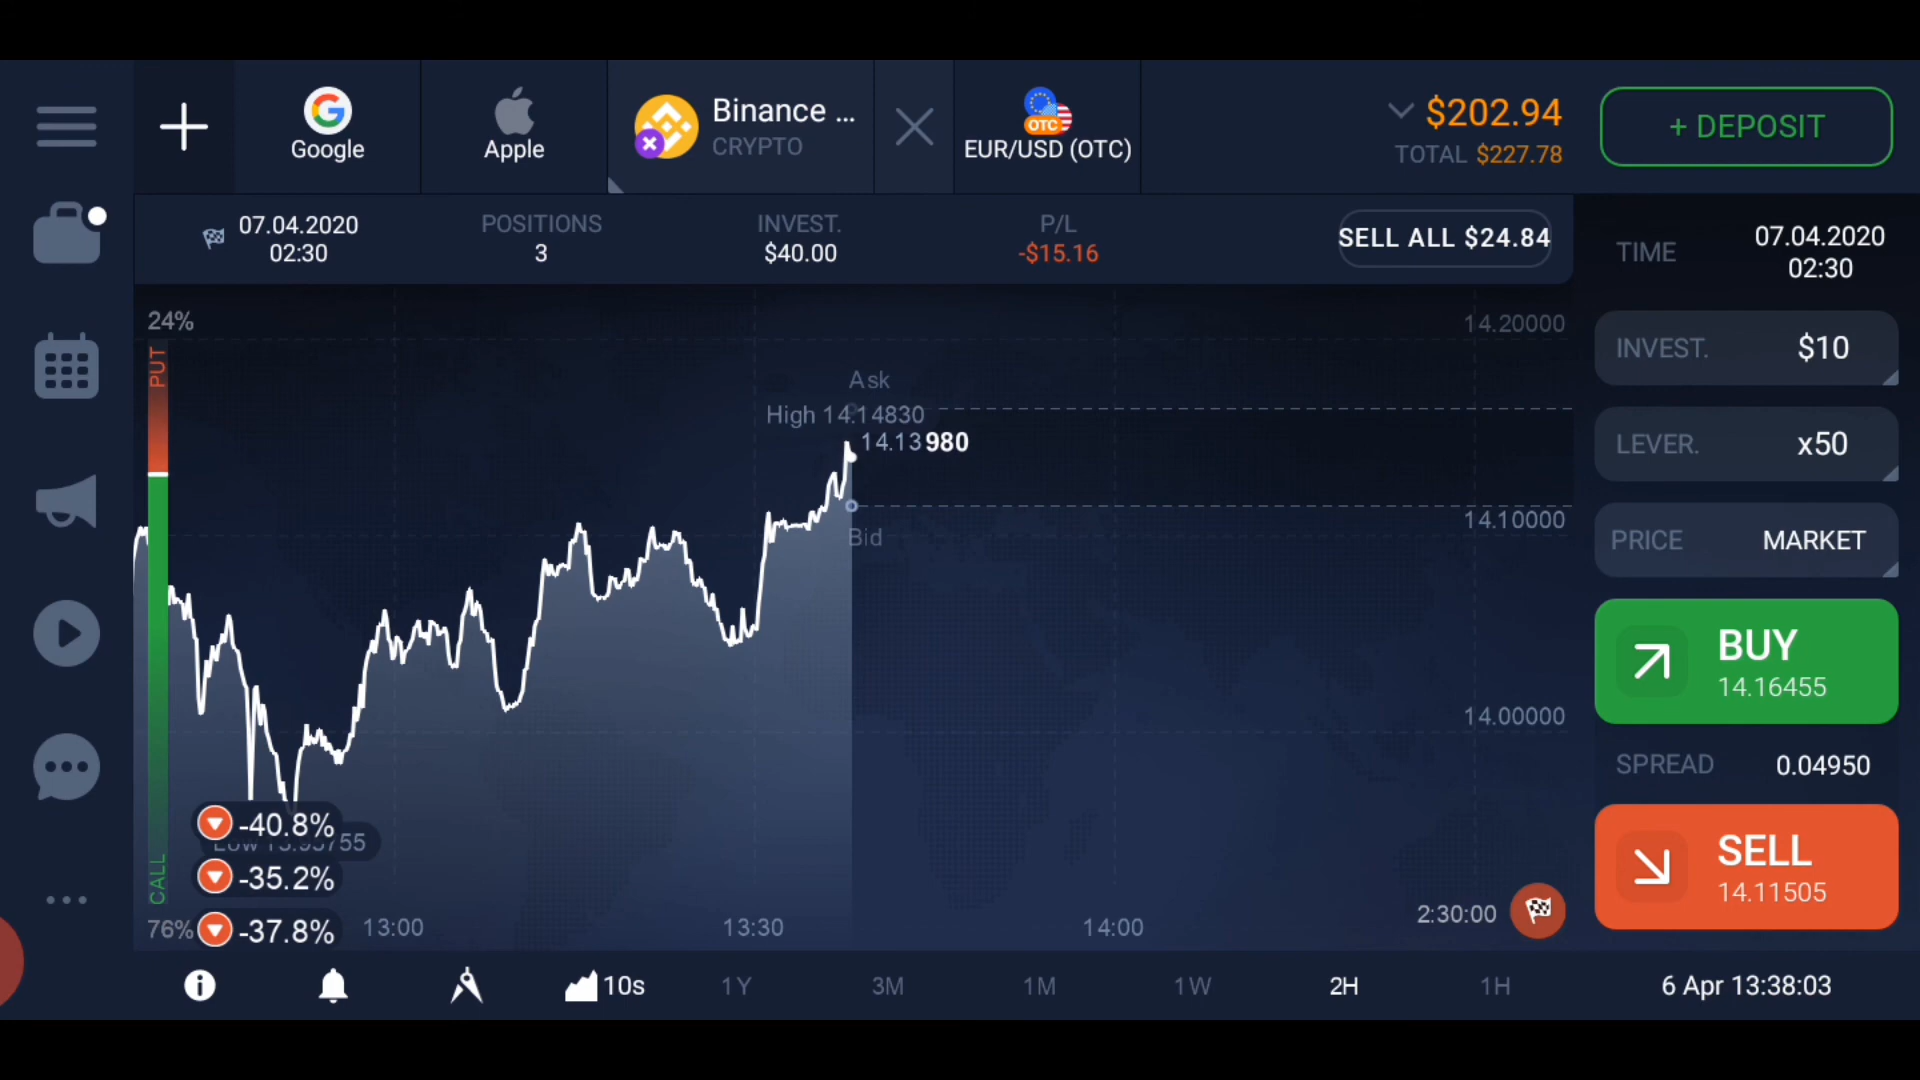 Google
Apple
Binance ...
CRYPTO
OTC
EUR/USD (OTC)
$202.94
TOTAL $227.78
+ DEPOSIT
07.04.2020
02:30
POSITIONS
3
INVEST.
$40.00
P/L
-$15.16
SELL ALL $24.84
TIME
07.04.2020
02:30
INVEST.
$10
LEVER.
x50
PRICE
MARKET
BUY
14.16455
SPREAD
0.04950
SELL
14.11505
24%
PUT
14.20000
Ask
High 14.14830
14.13980
14.10000
Bid
14.00000
-40.8%
-35.2%
CALL
76%
-37.8%
13:00
13:30
14:00
2:30:00
10s
1Y
3M
1M
1W
2H
1H
6 Apr 13:38:03